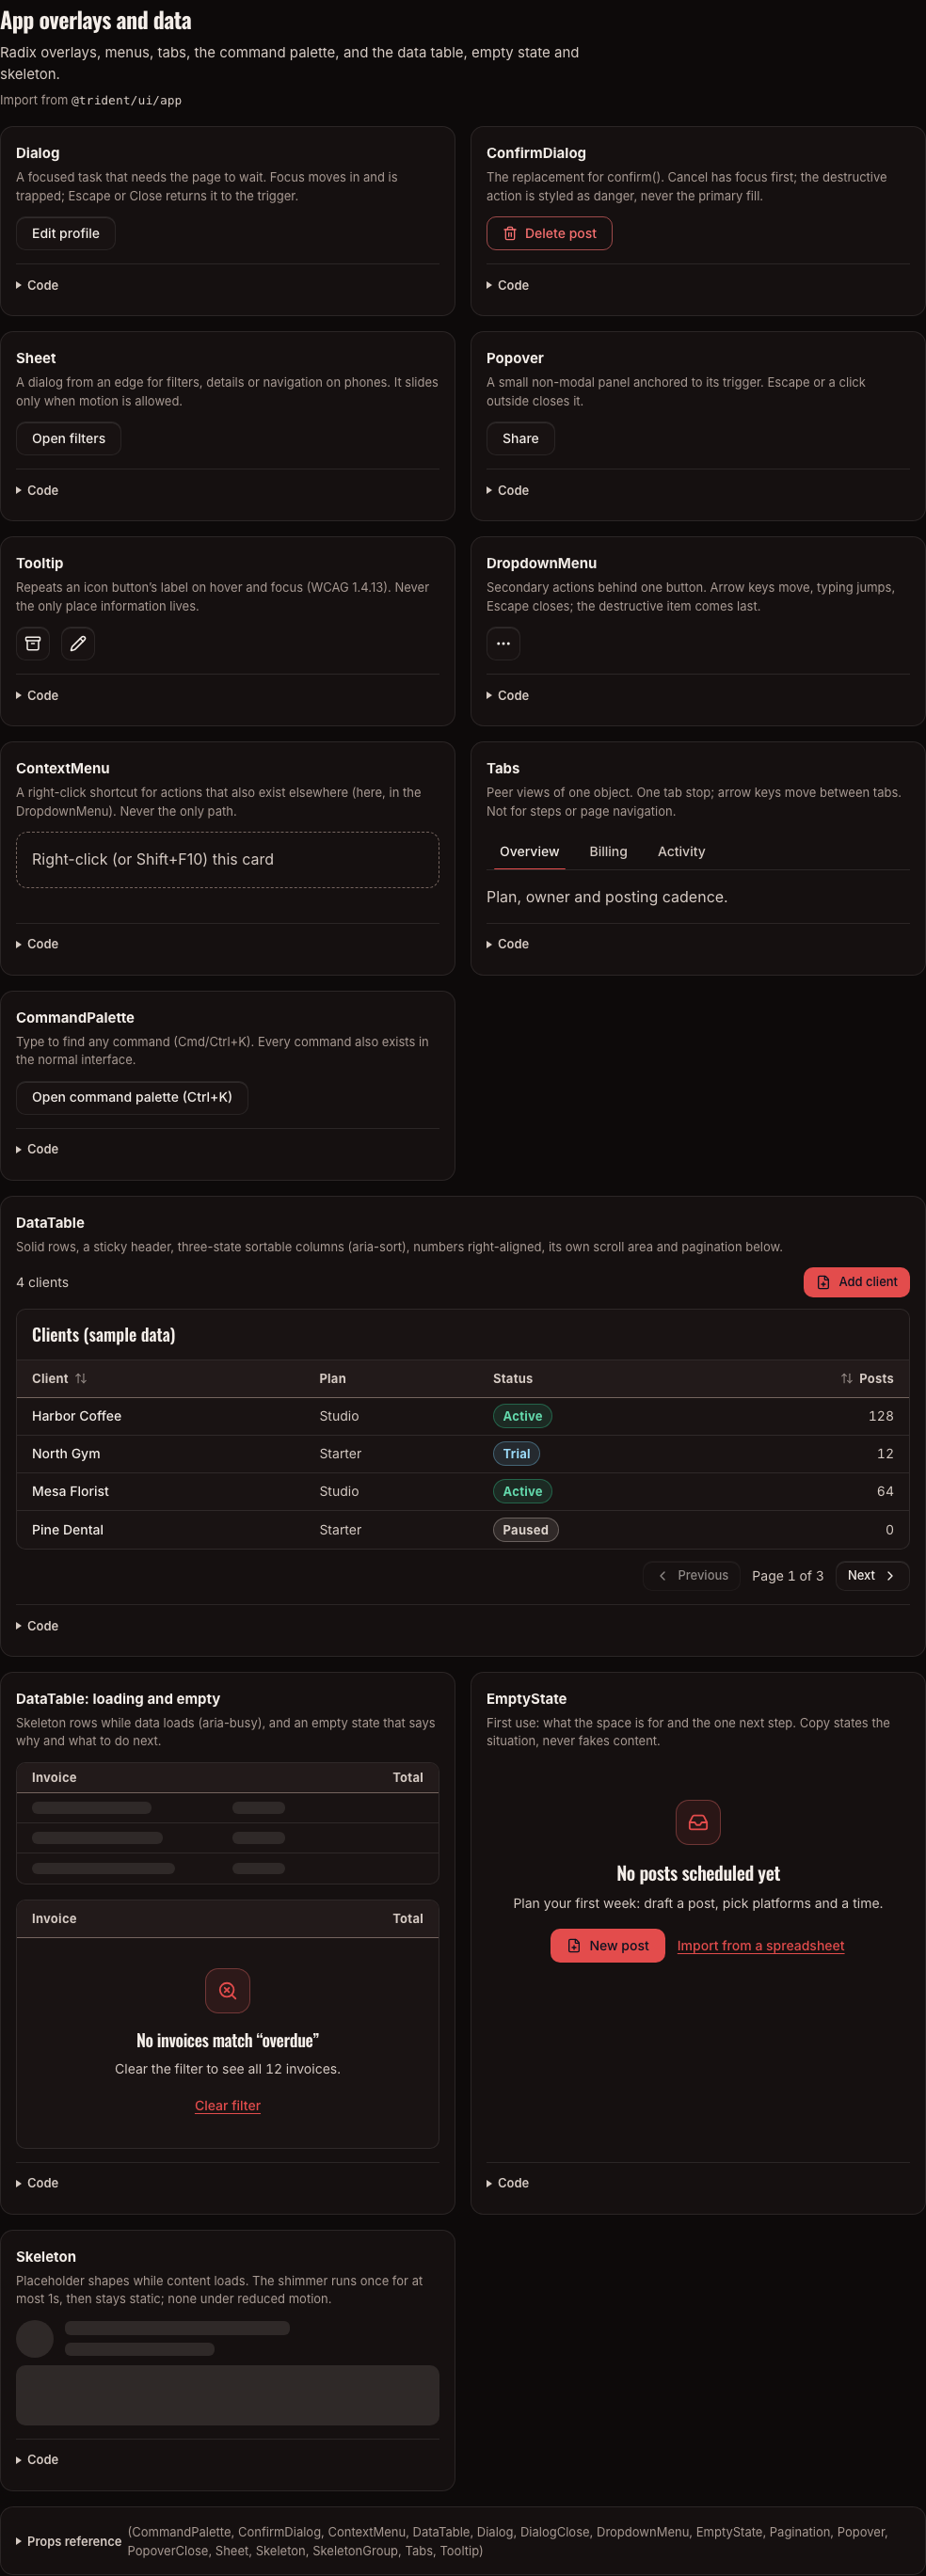 App overlays and data
Radix overlays, menus, tabs, the command palette, and the data table, empty state and
skeleton.
Import from @trident/ui/app
Dialog
A focused task that needs the page to wait. Focus moves in and is
trapped; Escape or Close returns it to the trigger.
Edit profile
Code
ConfirmDialog
The replacement for confirm(). Cancel has focus first; the destructive
action is styled as danger, never the primary fill.
Delete post
Code
Sheet
A dialog from an edge for filters, details or navigation on phones. It slides
only when motion is allowed.
Open filters
Code
Popover
A small non-modal panel anchored to its trigger. Escape or a click
outside closes it.
Share
Code
Tooltip
Repeats an icon button’s label on hover and focus (WCAG 1.4.13). Never
the only place information lives.
Code
DropdownMenu
Secondary actions behind one button. Arrow keys move, typing jumps,
Escape closes; the destructive item comes last.
Code
ContextMenu
A right-click shortcut for actions that also exist elsewhere (here, in the
DropdownMenu). Never the only path.
Right-click (or Shift+F10) this card
Code
Tabs
Peer views of one object. One tab stop; arrow keys move between tabs.
Not for steps or page navigation.
Overview Billing Activity
Plan, owner and posting cadence.
Code
CommandPalette
Type to find any command (Cmd/Ctrl+K). Every command also exists in
the normal interface.
Open command palette (Ctrl+K)
Code
DataTable
Solid rows, a sticky header, three-state sortable columns (aria-sort), numbers right-aligned, its own scroll area and pagination below.
4 clients Add client
Clients (sample data)
Client Plan Status Posts
Harbor Coffee Studio Active 128
North Gym Starter Trial 12
Mesa Florist Studio Active 64
Pine Dental Starter Paused 0
Previous Page 1 of 3 Next
Code
DataTable: loading and empty
Skeleton rows while data loads (aria-busy), and an empty state that says
why and what to do next.
Invoice Total
Invoice Total
No invoices match “overdue”
Clear the filter to see all 12 invoices.
Clear filter
Code
EmptyState
First use: what the space is for and the one next step. Copy states the
situation, never fakes content.
No posts scheduled yet
Plan your first week: draft a post, pick platforms and a time.
New post Import from a spreadsheet
Code
Skeleton
Placeholder shapes while content loads. The shimmer runs once for at
most 1s, then stays static; none under reduced motion.
Code
Props reference (CommandPalette, ConfirmDialog, ContextMenu, DataTable, Dialog, DialogClose, DropdownMenu, EmptyState, Pagination, Popover,
PopoverClose, Sheet, Skeleton, SkeletonGroup, Tabs, Tooltip)